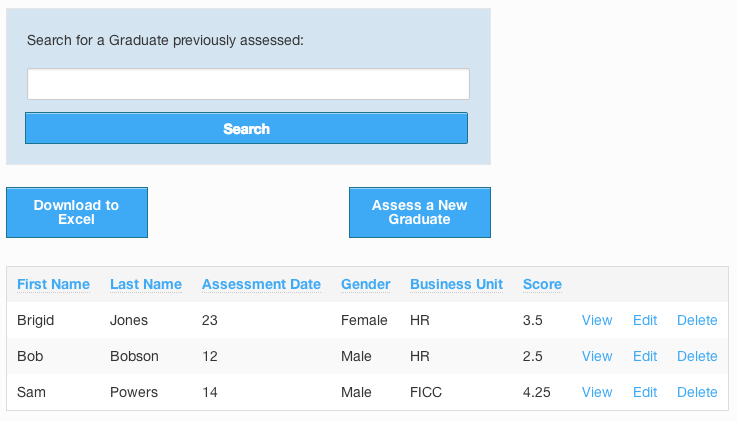 Search for a Graduate previously assessed:
Search
Download to
Excel
Assess a New
Graduate
First Name Last Name Assessment Date Gender Business Unit Score
Brigid Jones 23 Female HR 3.5 View Edit Delete
Bob Bobson 12 Male HR 2.5 View Edit Delete
Sam Powers 14 Male FICC 4.25 View Edit Delete